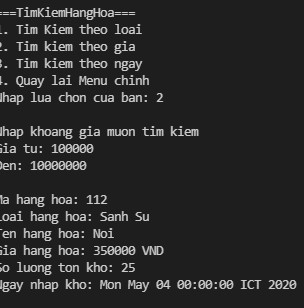 ===TimKiemHangHoa===
1. Tim Kiem theo loai
2. Tim kiem theo gia
3. Tim kiem theo ngay
4. Quay lai Menu chinh
Nhap lua chon cua ban: 2
Nhap khoang gia muon tim kiem
Gia tu: 100000
Den: 10000000
Ma hang hoa: 112
Loai hang hoa: Sanh Su
Ten hang hoa: Noi
Gia hang hoa: 350000 VND
So luong ton kho: 25
Ngay nhap kho: Mon May 04 00:00:00 ICT 2020